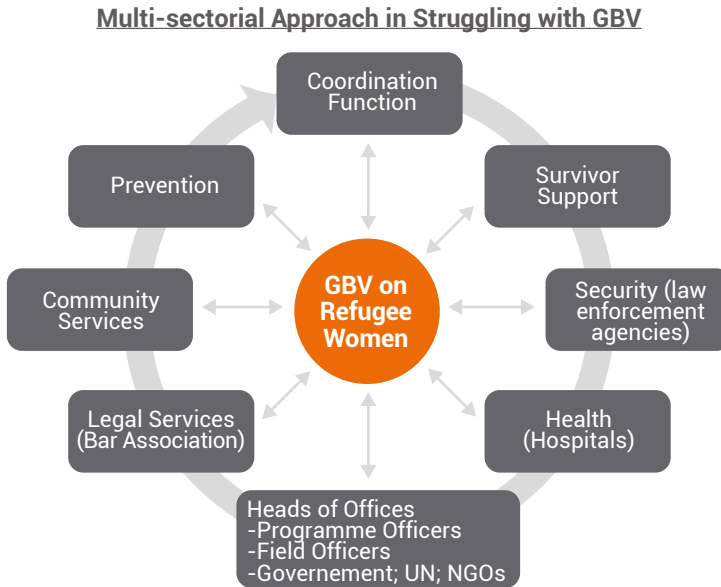 Multi-sectorial Approach in Struggling with GBV
Coordination
Function
Prevention
Survivor
Support
Community
Services
GBV on
Refugee
Women
Security (law
enforcement
agencies)
Legal Services
(Bar Association)
Health
(Hospitals)
Heads of Offices
-Programme Officers
-Field Officers
-Governement; UN; NGOs